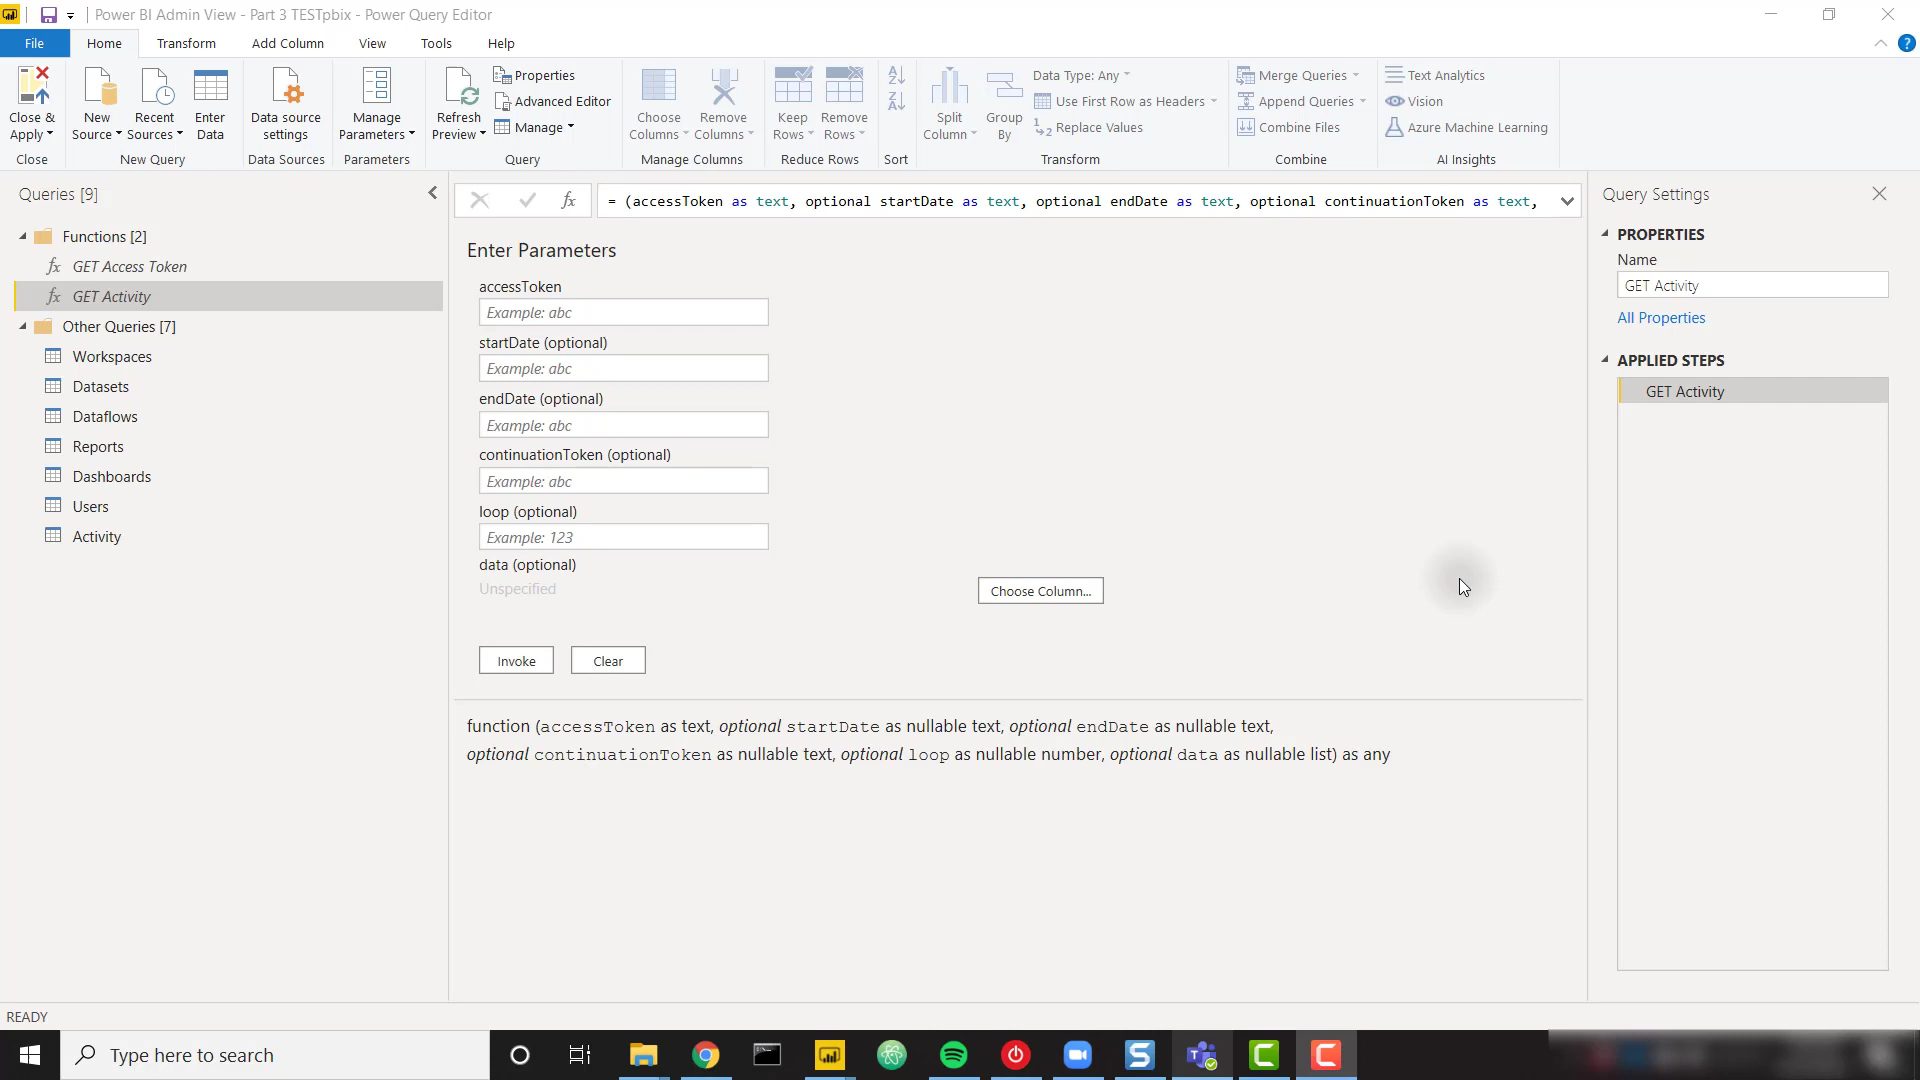 Power BI Admin View - Part 3 TESTpbix - Power Query Editor
File Home Transform Add Column View Tools Help
Close & Apply
New Source
Recent Sources
Enter Data
Data source settings
Manage Parameters
Refresh Preview
Properties
Advanced Editor
Manage
Choose Columns
Remove Columns
Keep Rows
Remove Rows
Split Column
Group By
Data Type: Any
Use First Row as Headers
Replace Values
Merge Queries
Append Queries
Combine Files
Text Analytics
Vision
Azure Machine Learning
Close New Query Data Sources Parameters Query Manage Columns Reduce Rows Sort Transform Combine AI Insights
Queries [9]
Functions [2]
fx GET Access Token
fx GET Activity
Other Queries [7]
Workspaces
Datasets
Dataflows
Reports
Dashboards
Users
Activity
fx = (accessToken as text, optional startDate as text, optional endDate as text, optional continuationToken as text,
Enter Parameters
accessToken
Example: abc
startDate (optional)
Example: abc
endDate (optional)
Example: abc
continuationToken (optional)
Example: abc
loop (optional)
Example: 123
data (optional)
Unspecified
Choose Column...
Invoke Clear
function (accessToken as text, optional startDate as nullable text, optional endDate as nullable text,
optional continuationToken as nullable text, optional loop as nullable number, optional data as nullable list) as any
Query Settings
PROPERTIES
Name
GET Activity
All Properties
APPLIED STEPS
GET Activity
READY
Type here to search